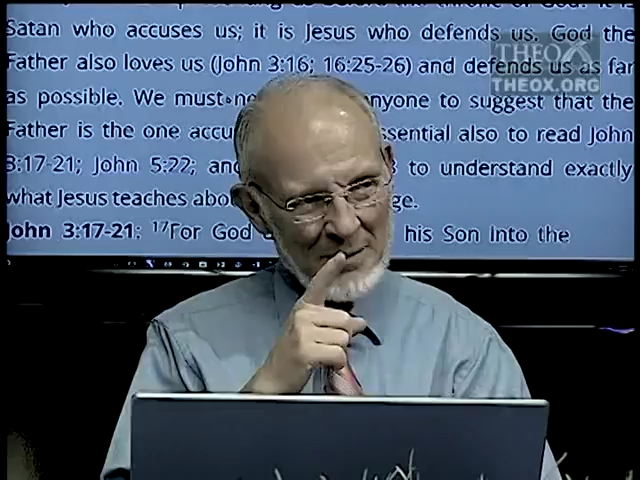 Satan who accuses us; it is Jesus who defends us. God the
Father also loves us (John 3:16; 16:25-26) and defends us as far
as possible. We must anyone to suggest that the
Father is the one essential also to read John
3:17-21; John 5:22; and to understand exactly
what Jesus teaches
John 3:17-21: ¹⁷For God his Son into the
THEOX
THEOX.ORG